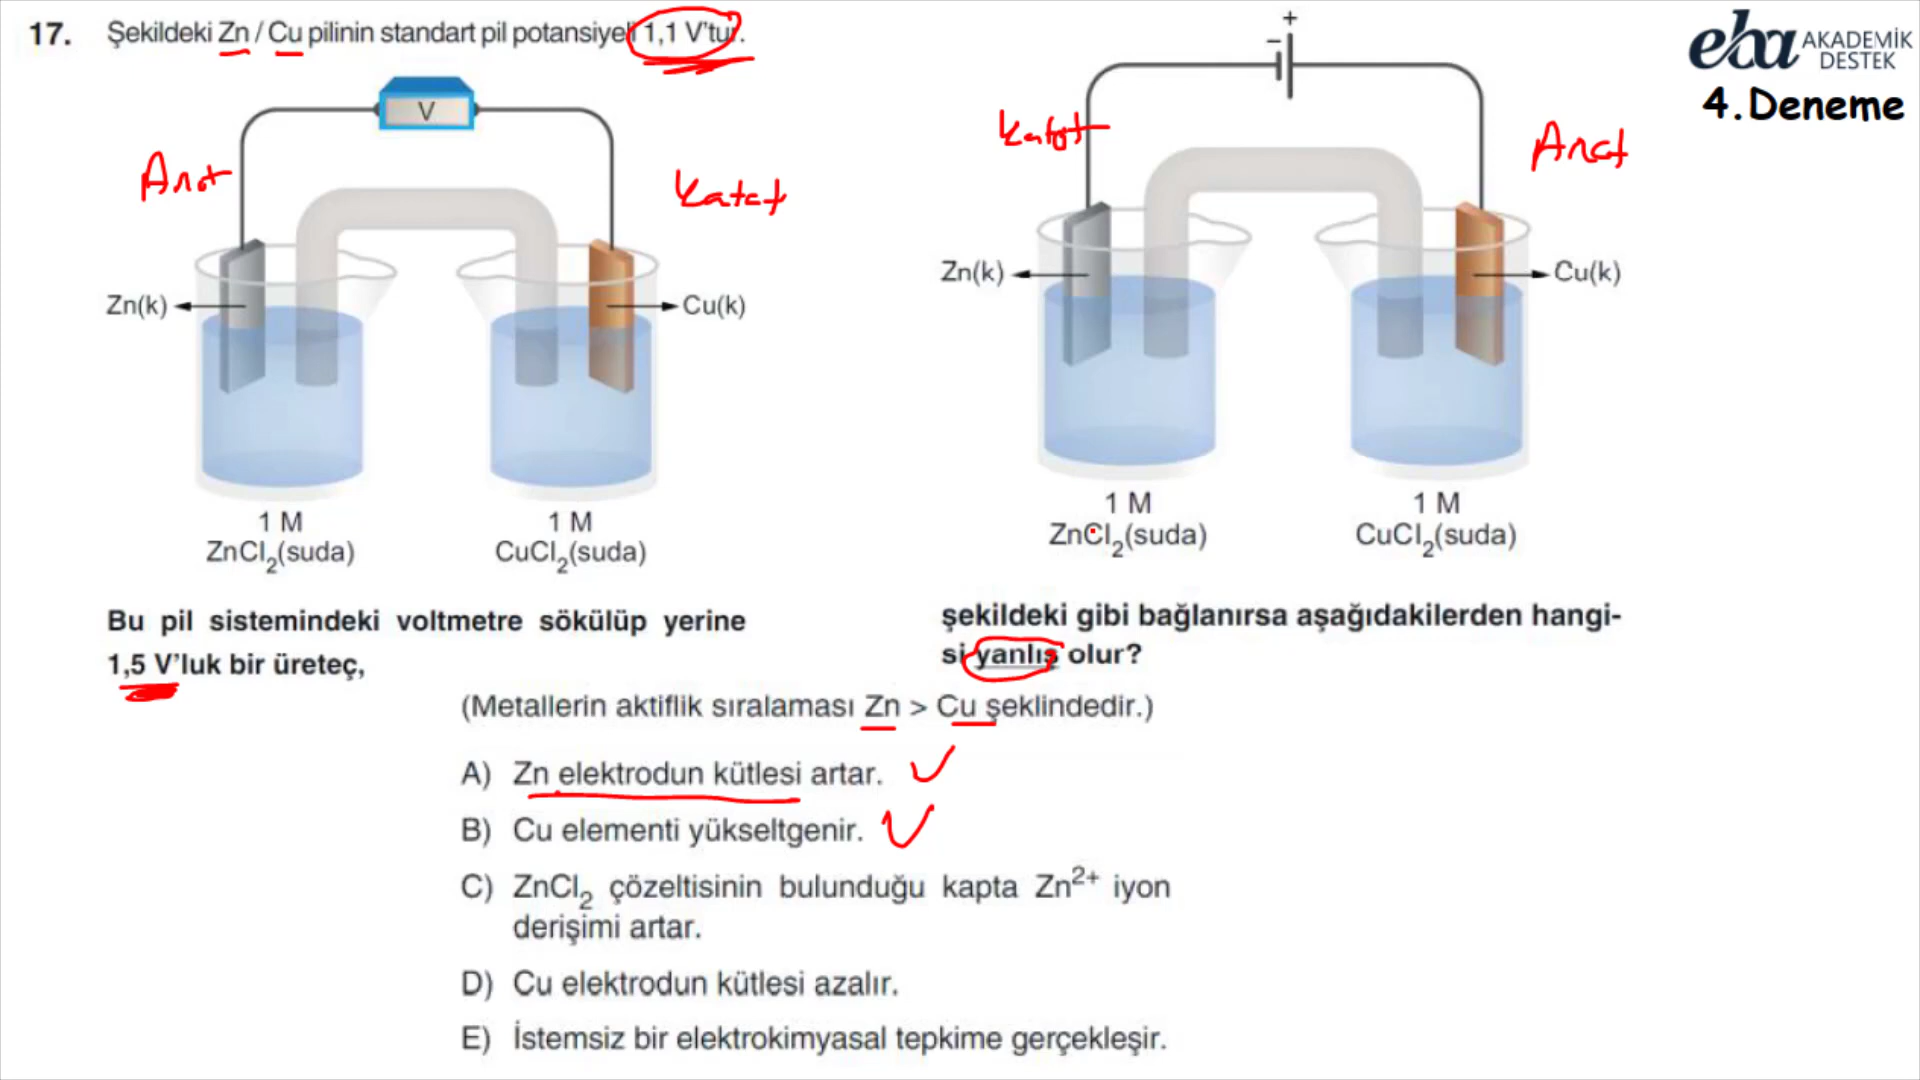 17. Şekildeki Zn / Cu pilinin standart pil potansiyeli 1,1 V'tur.
eba AKADEMİK DESTEK
4.Deneme
V
+
-
Anot
Katot
Katot
Anot
Zn(k)
Cu(k)
Zn(k)
Cu(k)
1 M
ZnCl₂(suda)
1 M
CuCl₂(suda)
1 M
ZnCl₂(suda)
1 M
CuCl₂(suda)
Bu pil sistemindeki voltmetre sökülüp yerine
1,5 V'luk bir üreteç,
şekildeki gibi bağlanırsa aşağıdakilerden hangi-
si yanlış olur?
(Metallerin aktiflik sıralaması Zn > Cu şeklindedir.)
A) Zn elektrodun kütlesi artar.
B) Cu elementi yükseltgenir.
C) ZnCl₂ çözeltisinin bulunduğu kapta Zn²⁺ iyon
derişimi artar.
D) Cu elektrodun kütlesi azalır.
E) İstemsiz bir elektrokimyasal tepkime gerçekleşir.